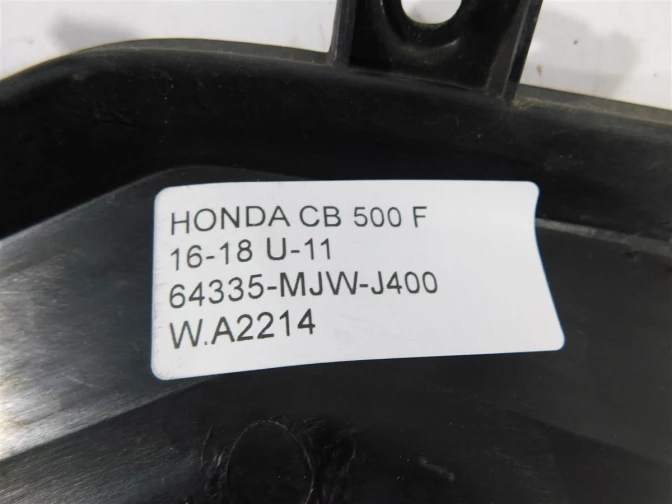 HONDA CB 500 F
16-18 U-11
64335-MJW-J400
W.A2214